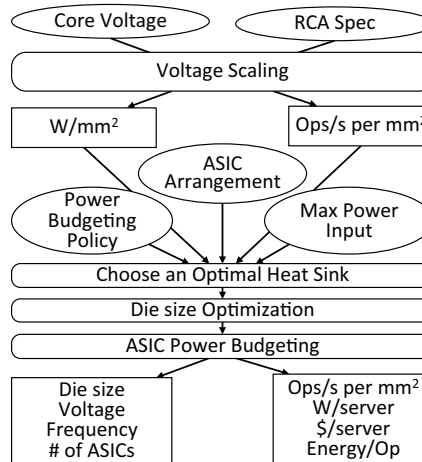 Core Voltage
RCA Spec
Voltage Scaling
W/mm²
Ops/s per mm²
ASIC
Arrangement
Power
Budgeting
Policy
Max Power
Input
Choose an Optimal Heat Sink
Die size Optimization
ASIC Power Budgeting
Die size
Voltage
Frequency
# of ASICs
Ops/s per mm²
W/server
$/server
Energy/Op